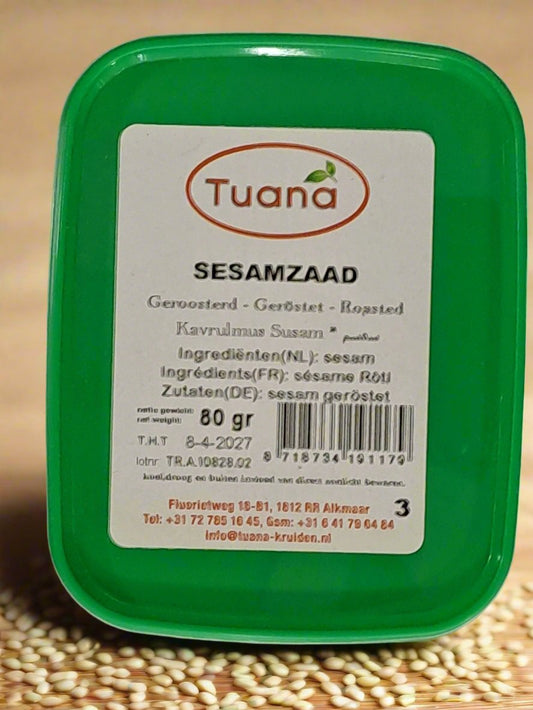 Tuana
SESAMZAAD
Geroosterd - Geröstet - Roasted
Kavrulmus Susam *
Ingrediënten(NL): sesam
Ingrédients(FR): sésame Rôti
Zutaten(DE): sesam geröstet
netto gewicht:
net weight: 80 gr
T.H.T 8-4-2027
lotnr TR.A.10828.02
8 718734 191179
koel,droog en buiten invloed van direct zonlicht bewaren.
3
Fluorietweg 18-B1, 1812 RR Alkmaar
Tel: +31 72 785 16 45, Gsm: +31 6 41 79 04 84
info@tuana-kruiden.nl